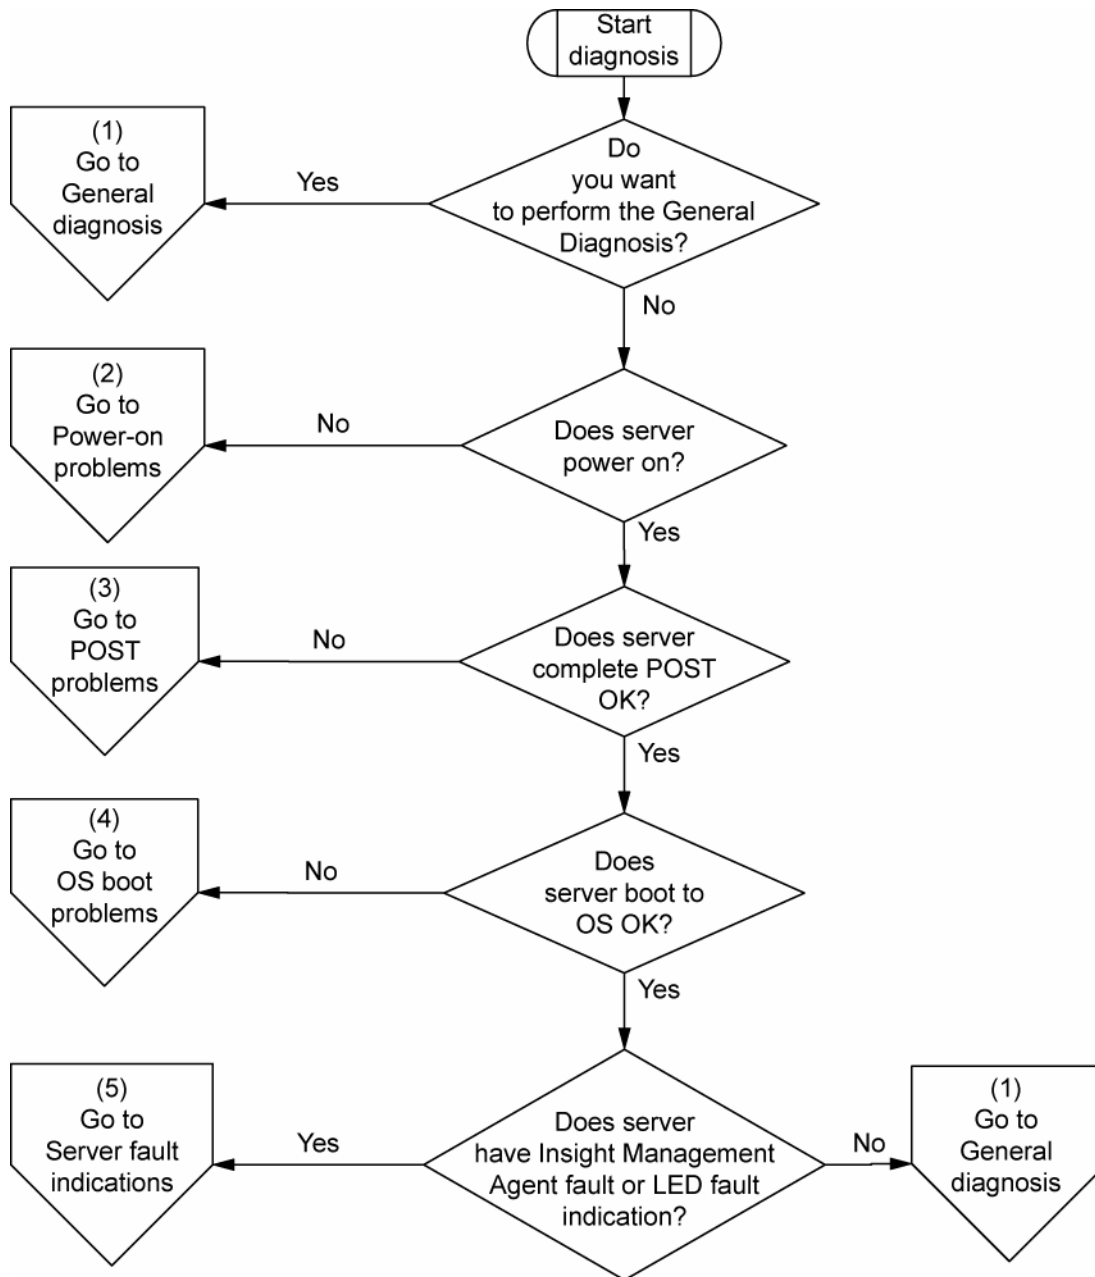 Start
diagnosis
Do
you want
to perform the General
Diagnosis?
Yes
(1)
Go to
General
diagnosis
No
Does server
power on?
No
(2)
Go to
Power-on
problems
Yes
Does server
complete POST
OK?
No
(3)
Go to
POST
problems
Yes
Does
server boot to
OS OK?
No
(4)
Go to
OS boot
problems
Yes
Does server
have Insight Management
Agent fault or LED fault
indication?
Yes
(5)
Go to
Server fault
indications
No
(1)
Go to
General
diagnosis